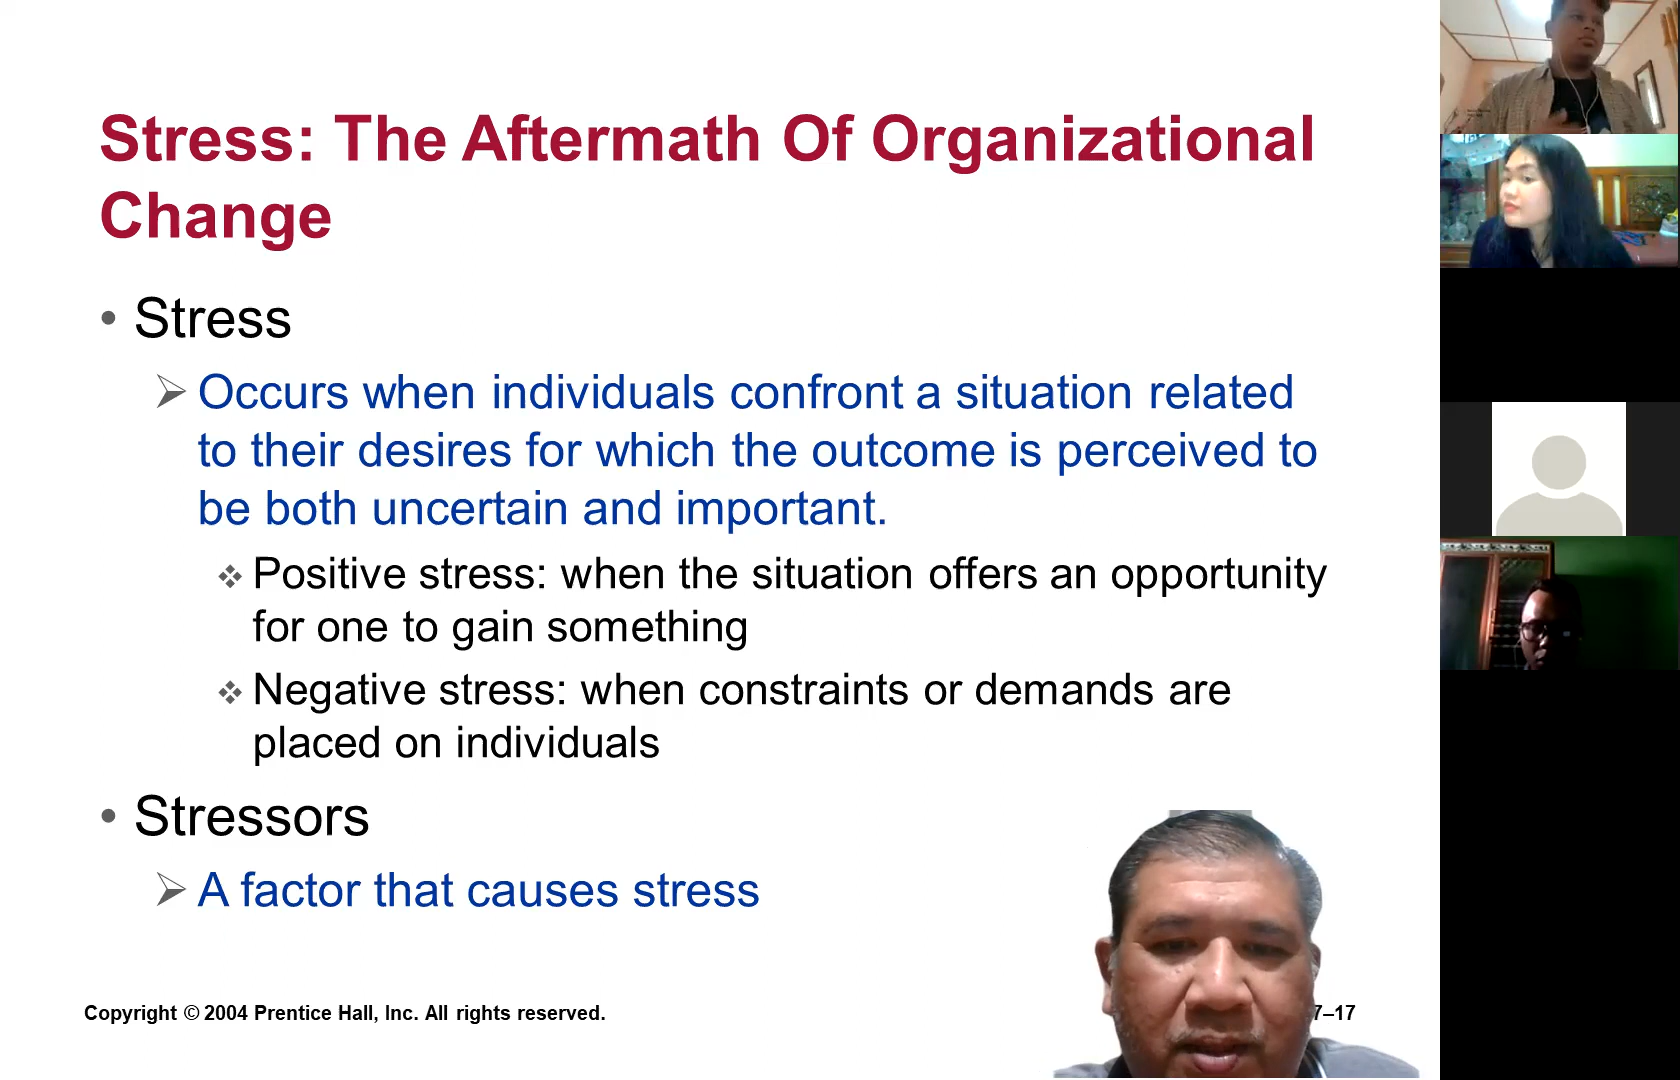 Stress: The Aftermath Of Organizational
Change
• Stress
➢ Occurs when individuals confront a situation related
to their desires for which the outcome is perceived to
be both uncertain and important.
❖ Positive stress: when the situation offers an opportunity
for one to gain something
❖ Negative stress: when constraints or demands are
placed on individuals
• Stressors
➢ A factor that causes stress
Copyright © 2004 Prentice Hall, Inc. All rights reserved.
7–17